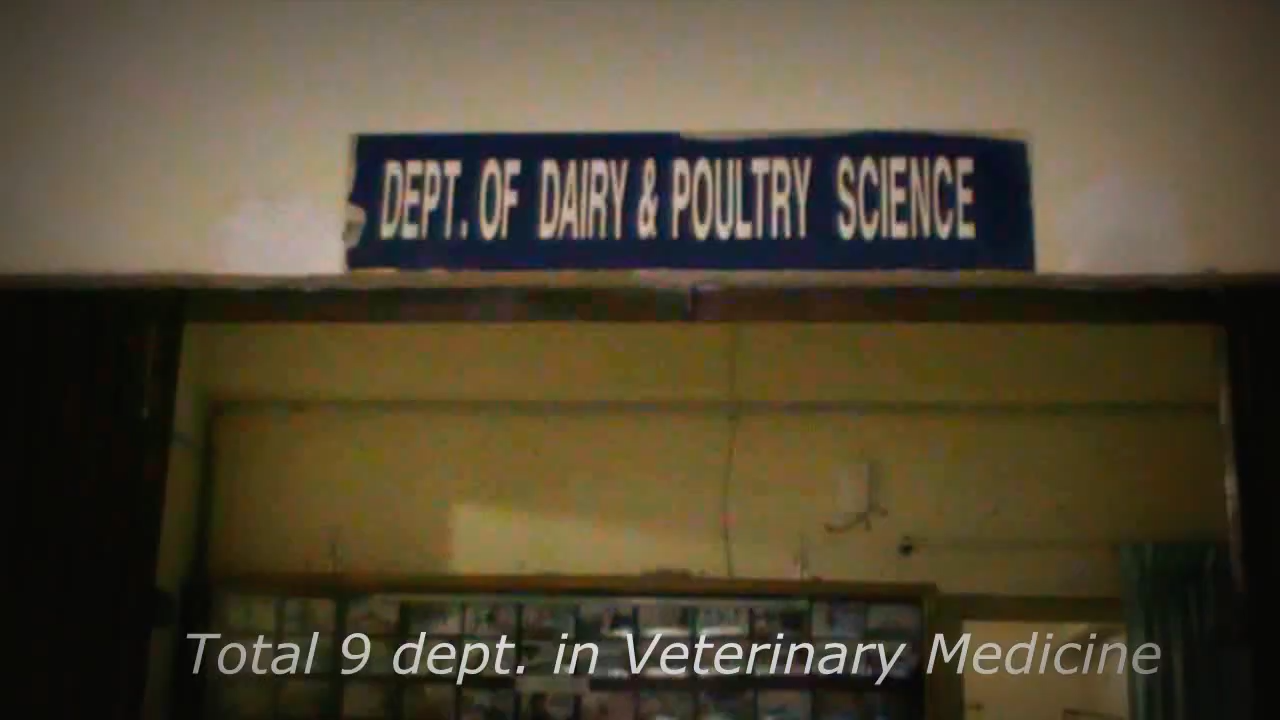 DEPT. OF DAIRY & POULTRY SCIENCE
Total 9 dept. in Veterinary Medicine